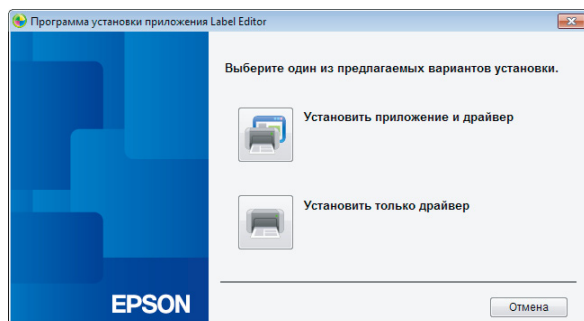 Программа установки приложения Label Editor
Выберите один из предлагаемых вариантов установки.
Установить приложение и драйвер
Установить только драйвер
EPSON
Отмена